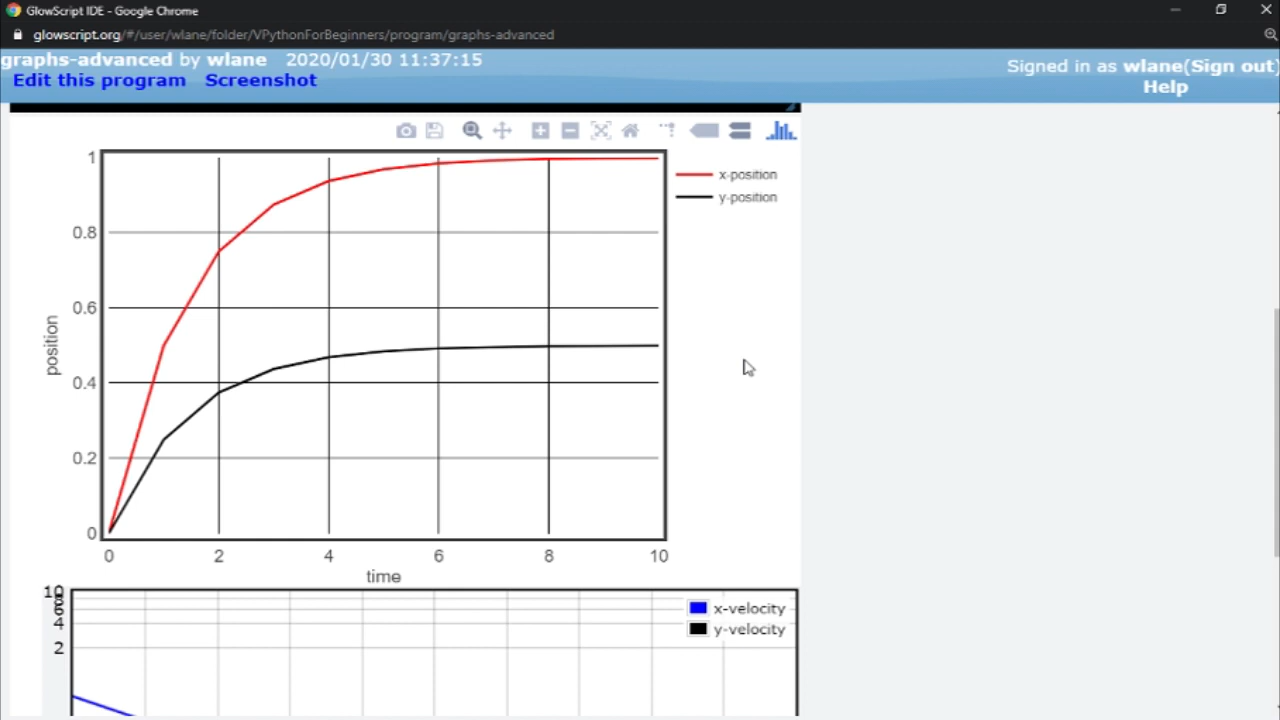 GlowScript IDE - Google Chrome
glowscript.org/#/user/wlane/folder/VPythonForBeginners/program/graphs-advanced
graphs-advanced by wlane 2020/01/30 11:37:15
Signed in as wlane(Sign out)
Edit this program Screenshot
Help
1
x-position
y-position
0.8
0.6
position
0.4
0.2
0
0 2 4 6 8 10
time
10
x-velocity
4
y-velocity
2